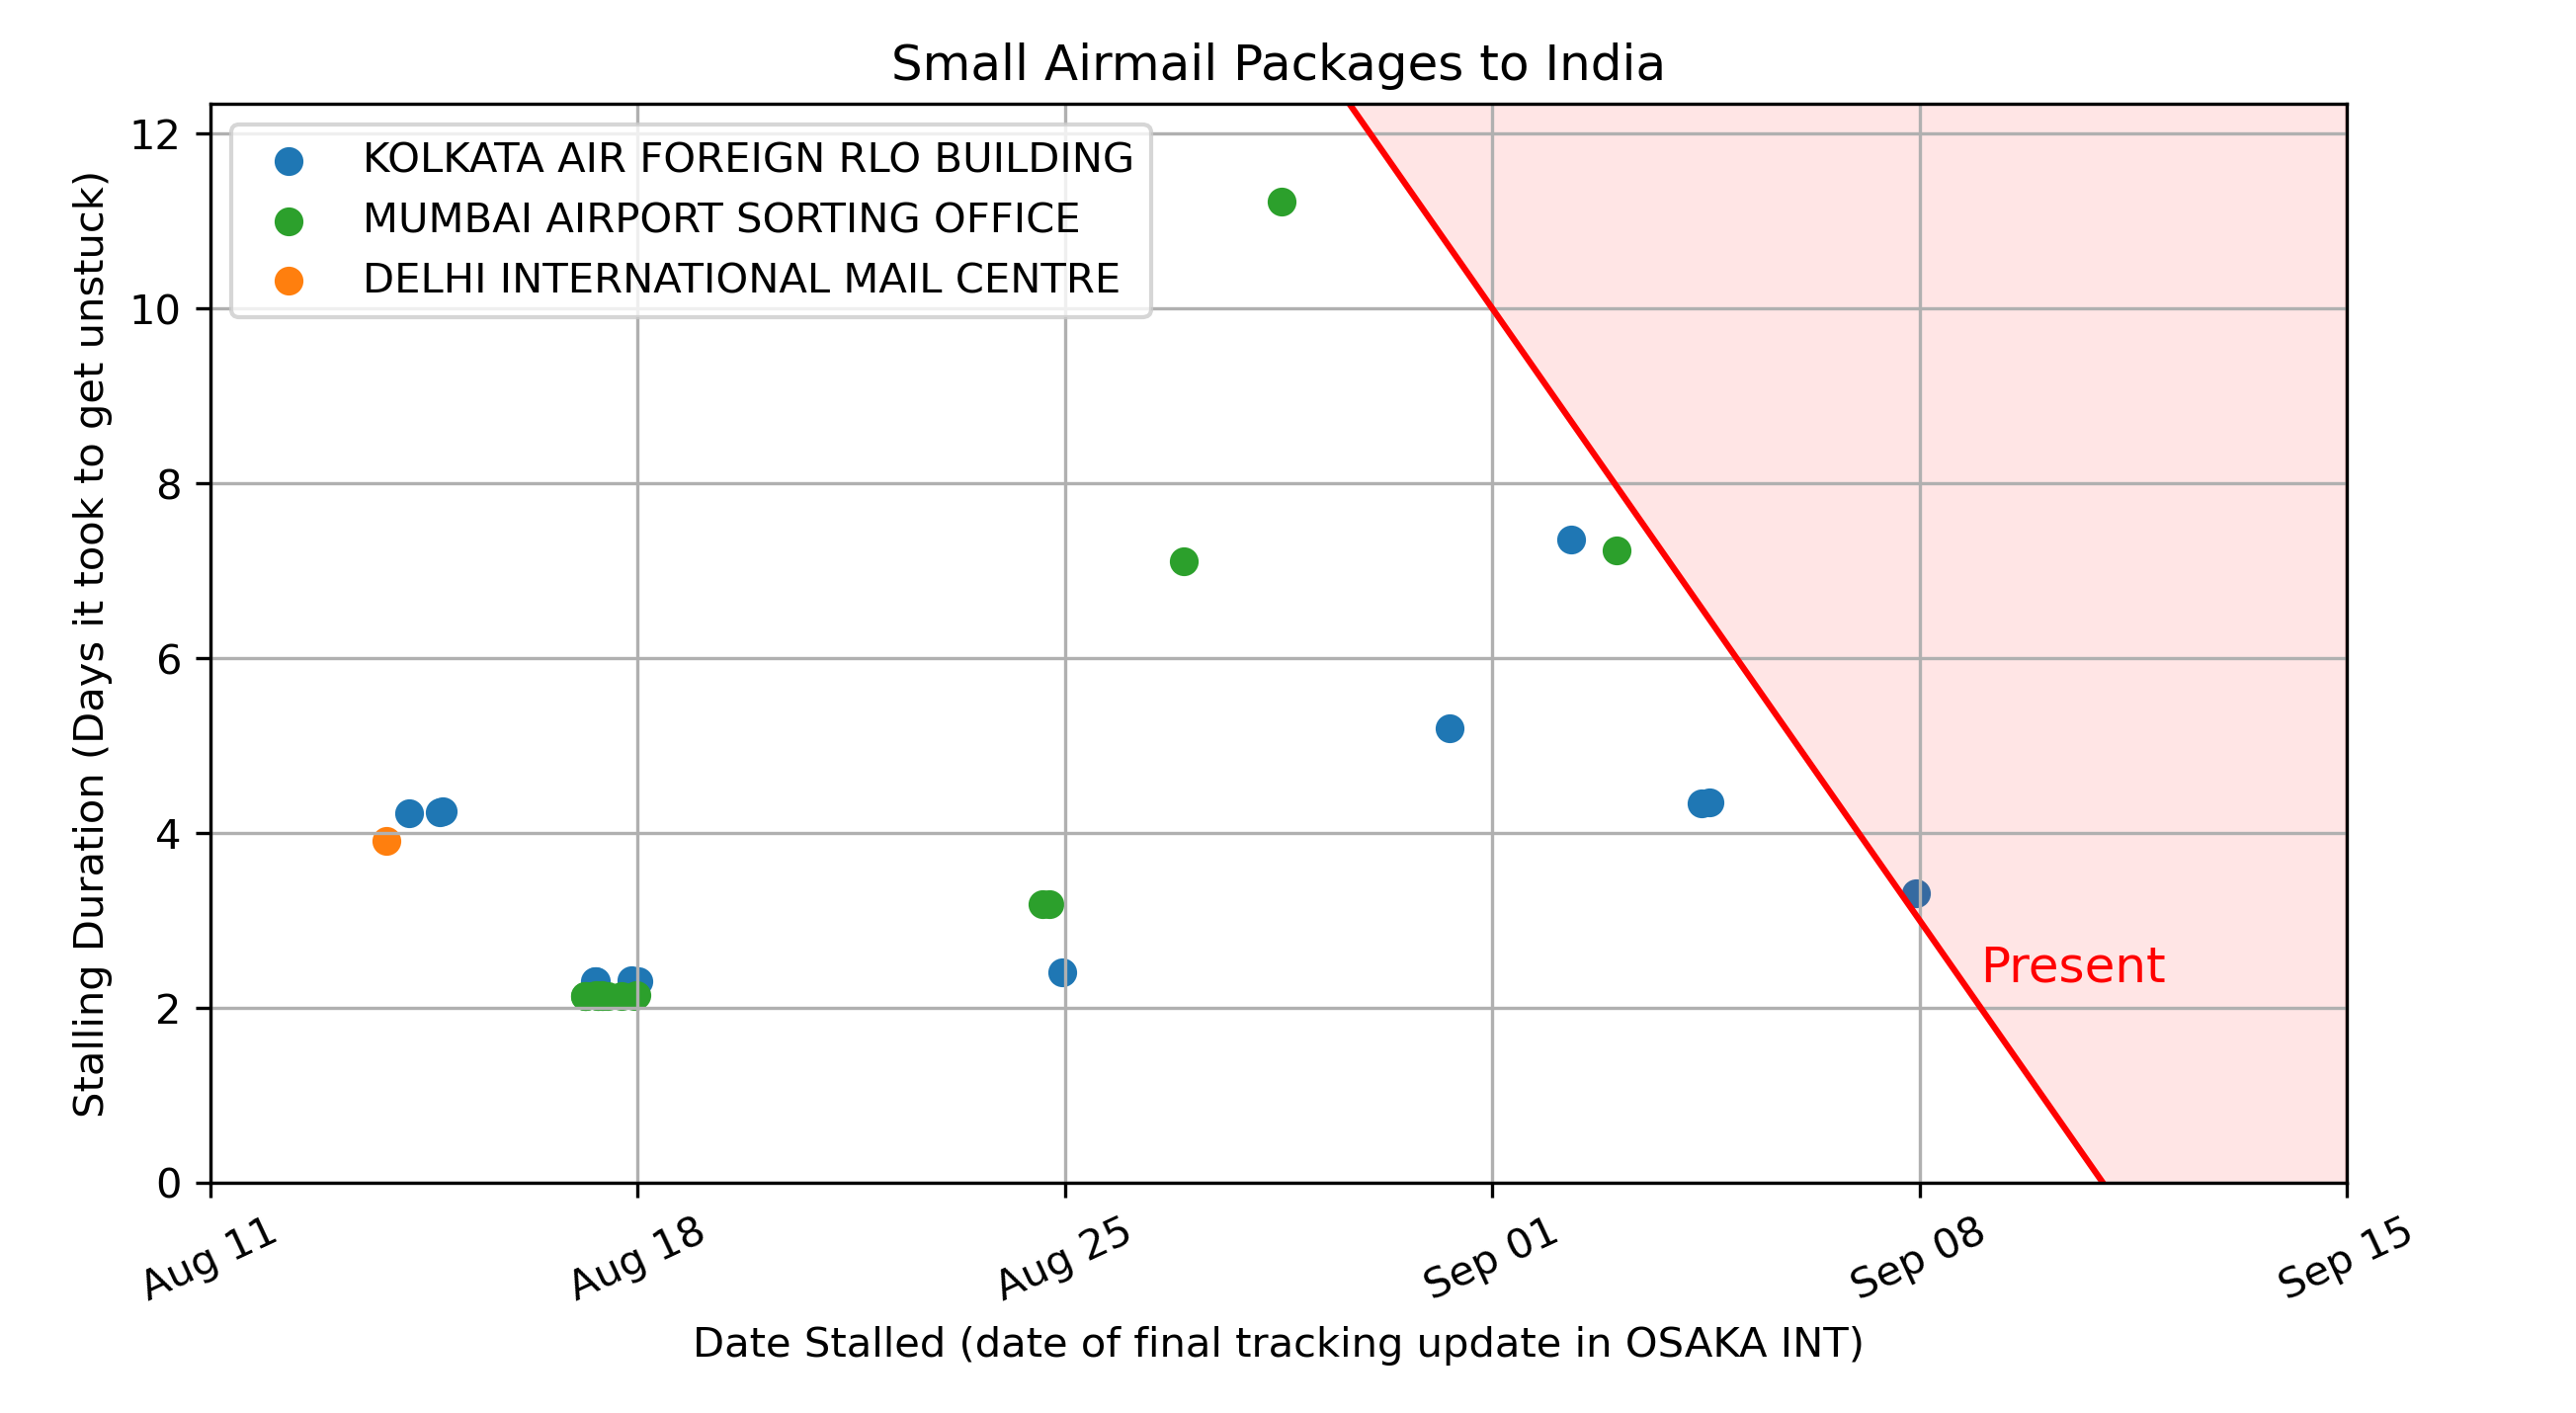 Small Airmail Packages to India
12
10
8
6
4
2
0
Stalling Duration (Days it took to get unstuck)
KOLKATA AIR FOREIGN RLO BUILDING
MUMBAI AIRPORT SORTING OFFICE
DELHI INTERNATIONAL MAIL CENTRE
Present
Aug 11
Aug 18
Aug 25
Sep 01
Sep 08
Sep 15
Date Stalled (date of final tracking update in OSAKA INT)